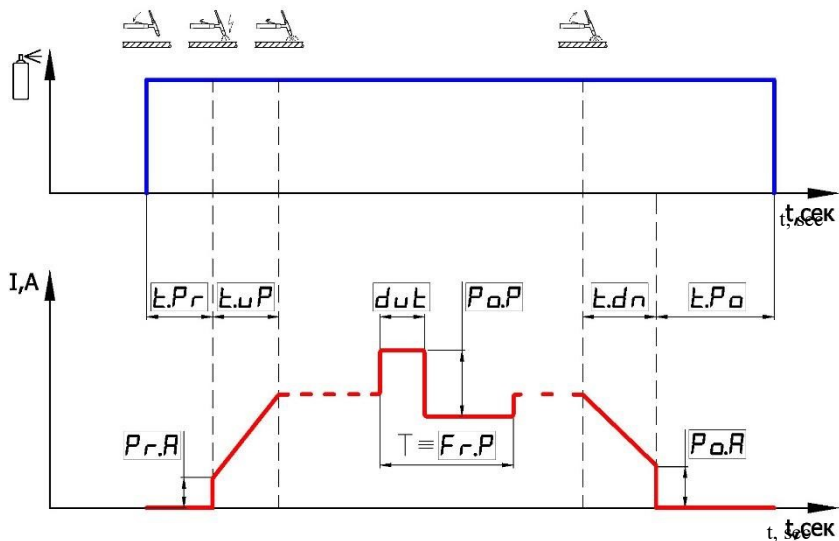 t,сек
t, sec
I,A
t.Pr
t.uP
dut
Po.P
t.dn
t.Po
Pr.A
T ≡ Fr.P
Po.A
t,сек
t, sec